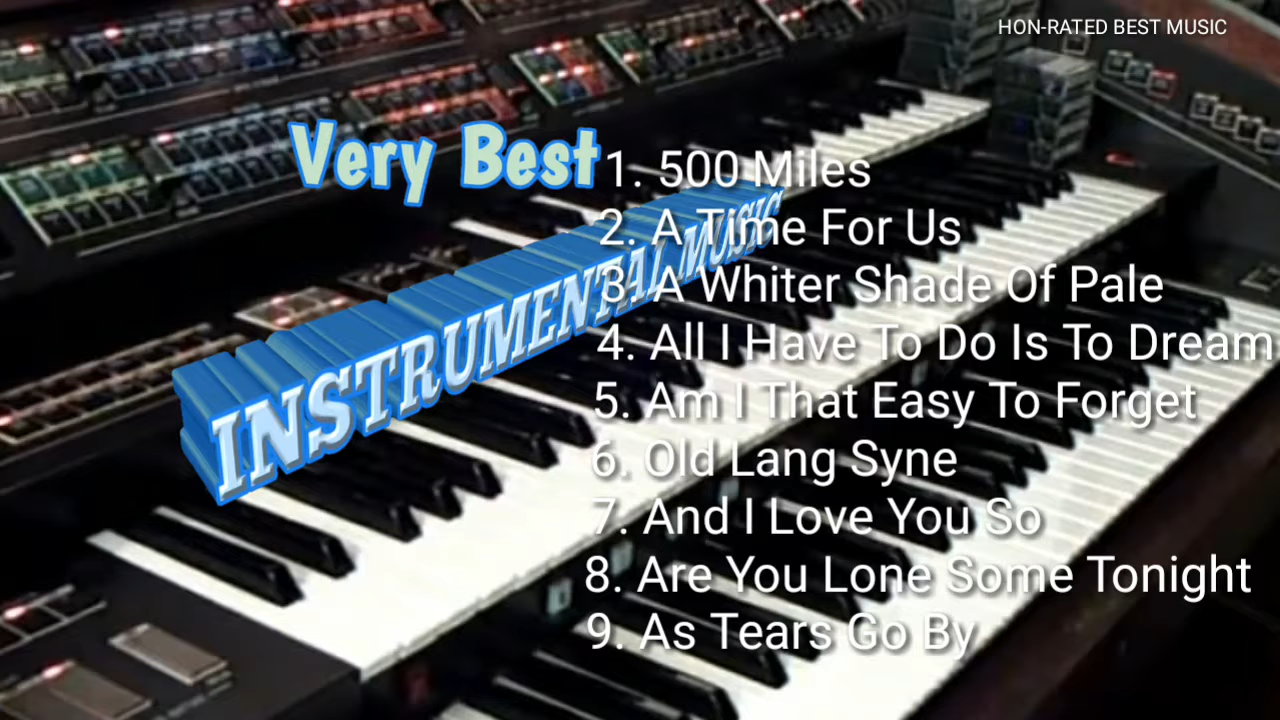 HON-RATED BEST MUSIC
Very Best
INSTRUMENTAL MUSIC
1. 500 Miles
2. A Time For Us
3. A Whiter Shade Of Pale
4. All I Have To Do Is To Dream
5. Am I That Easy To Forget
6. Old Lang Syne
7. And I Love You So
8. Are You Lone Some Tonight
9. As Tears Go By